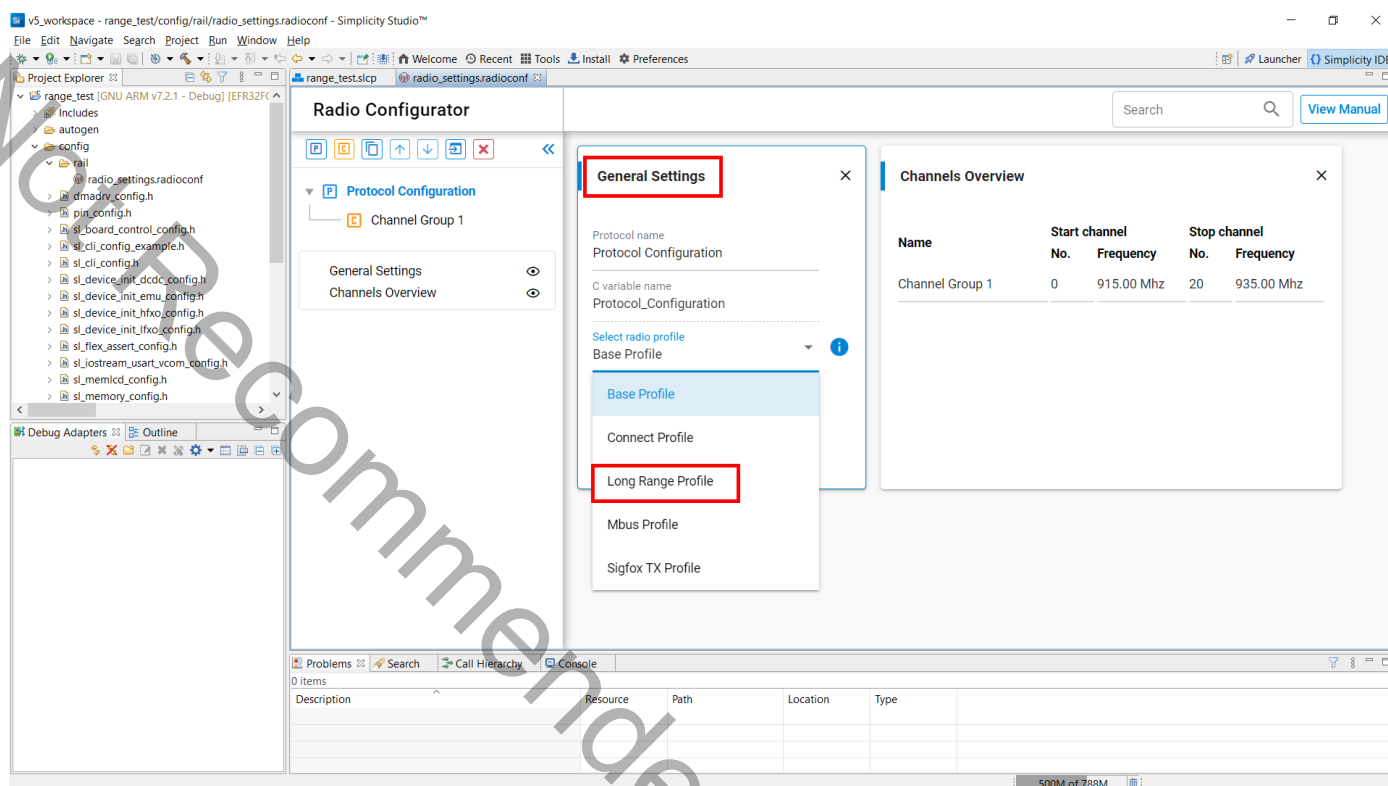 v5_workspace - range_test/config/rail/radio_settings.radioconf - Simplicity Studio™
File Edit Navigate Search Project Run Window Help
Welcome Recent Tools Install Preferences
Launcher Simplicity IDE
Project Explorer
range_test.slcp radio_settings.radioconf
range_test [GNU ARM v7.2.1 - Debug] [EFR32FG
Includes
autogen
config
rail
radio_settings.radioconf
dmadrv_config.h
pin_config.h
sl_board_control_config.h
sl_cli_config_example.h
sl_cli_config.h
sl_device_init_dcdc_config.h
sl_device_init_emu_config.h
sl_device_init_hfxo_config.h
sl_device_init_lfxo_config.h
sl_flex_assert_config.h
sl_iostream_usart_vcom_config.h
sl_memlcd_config.h
sl_memory_config.h
Debug Adapters Outline
Radio Configurator
Search
View Manual
P C
P Protocol Configuration
C Channel Group 1
General Settings
Channels Overview
General Settings
Protocol name
Protocol Configuration
C variable name
Protocol_Configuration
Select radio profile
Base Profile
Base Profile
Connect Profile
Long Range Profile
Mbus Profile
Sigfox TX Profile
Channels Overview
Start channel Stop channel
Name No. Frequency No. Frequency
Channel Group 1 0 915.00 Mhz 20 935.00 Mhz
Problems Search Call Hierarchy Console
0 items
Description Resource Path Location Type
500M of 788M
Not Recommende